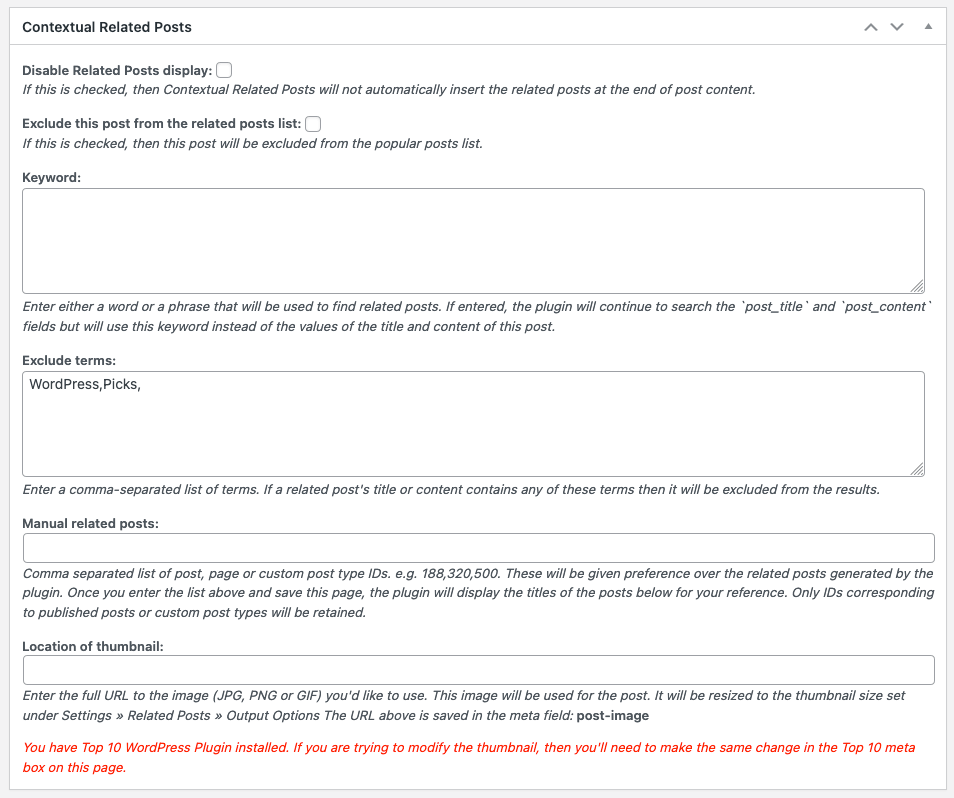 Contextual Related Posts
Disable Related Posts display:
If this is checked, then Contextual Related Posts will not automatically insert the related posts at the end of post content.
Exclude this post from the related posts list:
If this is checked, then this post will be excluded from the popular posts list.
Keyword:
Enter either a word or a phrase that will be used to find related posts. If entered, the plugin will continue to search the `post_title` and `post_content`
fields but will use this keyword instead of the values of the title and content of this post.
Exclude terms:
WordPress,Picks,
Enter a comma-separated list of terms. If a related post's title or content contains any of these terms then it will be excluded from the results.
Manual related posts:
Comma separated list of post, page or custom post type IDs. e.g. 188,320,500. These will be given preference over the related posts generated by the
plugin. Once you enter the list above and save this page, the plugin will display the titles of the posts below for your reference. Only IDs corresponding
to published posts or custom post types will be retained.
Location of thumbnail:
Enter the full URL to the image (JPG, PNG or GIF) you'd like to use. This image will be used for the post. It will be resized to the thumbnail size set
under Settings » Related Posts » Output Options The URL above is saved in the meta field: post-image
You have Top 10 WordPress Plugin installed. If you are trying to modify the thumbnail, then you'll need to make the same change in the Top 10 meta
box on this page.